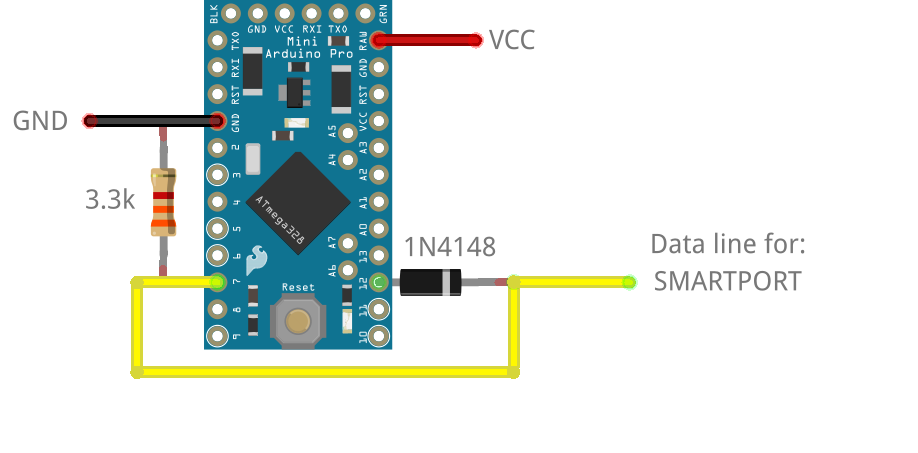 BLK
GND VCC RXI TXO
GRN
Mini
Arduino Pro
TXO
RXI
RST
GND
2
3
4
5
6
7
8
9
RAW
GND
RST
VCC
A3
A2
A1
A0
13
12
11
10
A5
A4
A7
A6
ATmega328
Reset
VCC
GND
3.3k
1N4148
Data line for:
SMARTPORT